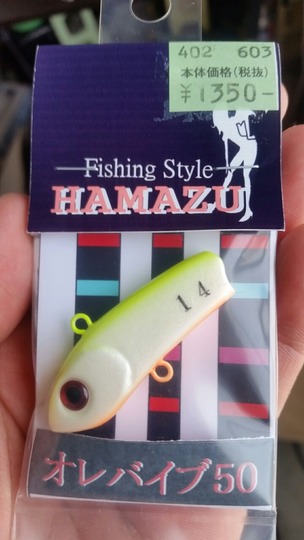 402 603
本体価格(税抜)
¥1350-
Fishing Style
HAMAZU
14
オレバイブ50